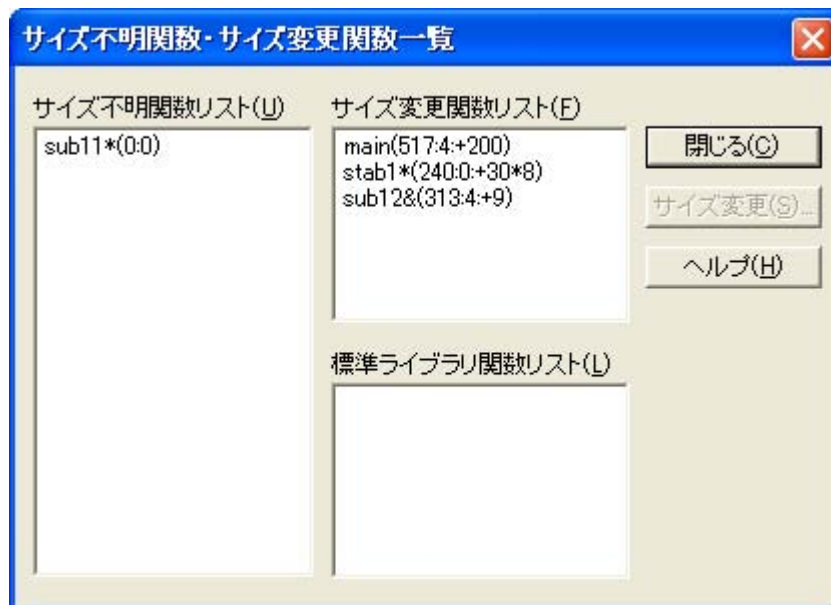 サイズ不明関数・サイズ変更関数一覧
サイズ不明関数リスト(U)
sub11*(0:0)
サイズ変更関数リスト(F)
main(517:4:+200)
stab1*(240:0:+30*8)
sub12&(313:4:+9)
標準ライブラリ関数リスト(L)
閉じる(C)
サイズ変更(S)...
ヘルプ(H)